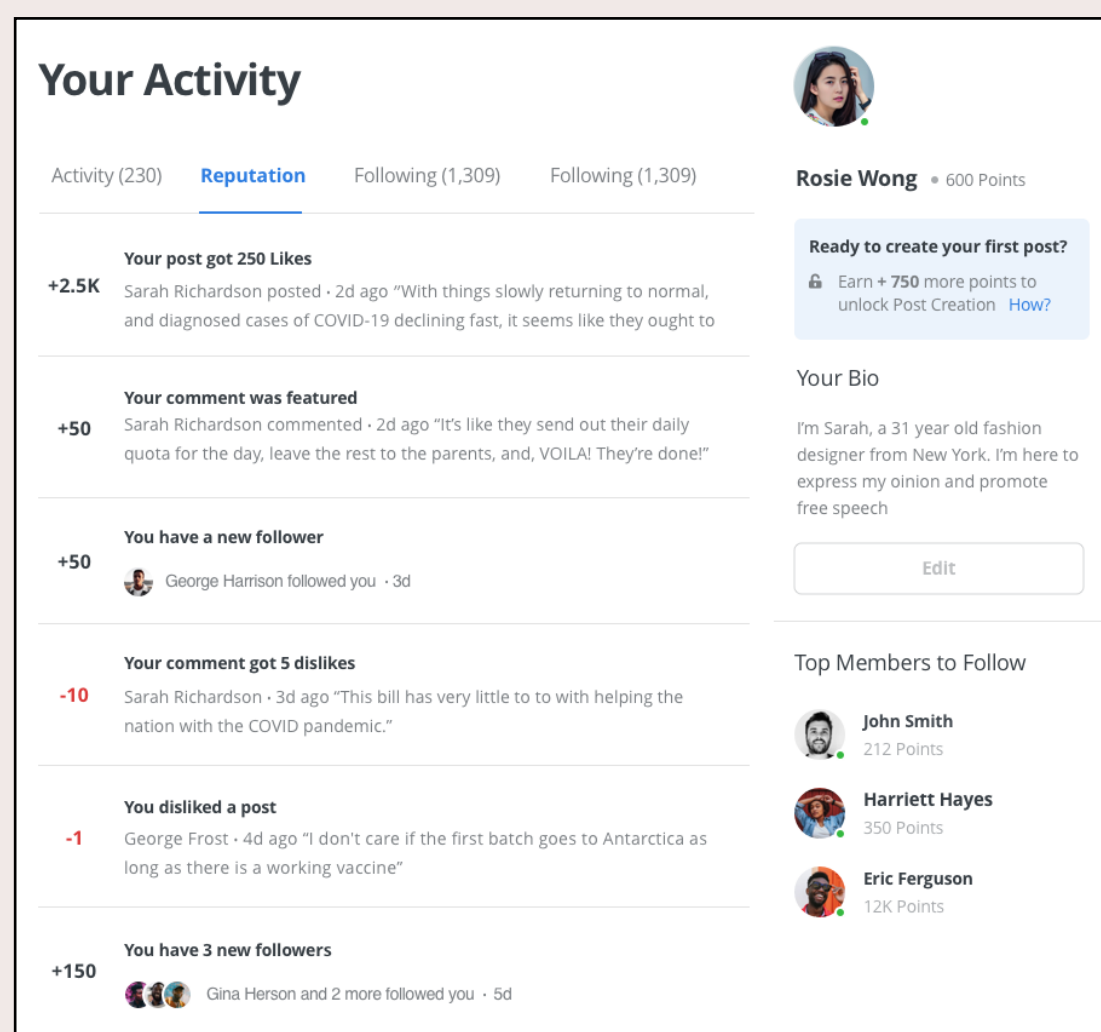 Your Activity
Activity (230) Reputation Following (1,309) Following (1,309)
+2.5K
Your post got 250 Likes
Sarah Richardson posted · 2d ago “With things slowly returning to normal,
and diagnosed cases of COVID-19 declining fast, it seems like they ought to
+50
Your comment was featured
Sarah Richardson commented · 2d ago “It’s like they send out their daily
quota for the day, leave the rest to the parents, and, VOILA! They’re done!”
+50
You have a new follower
George Harrison followed you · 3d
-10
Your comment got 5 dislikes
Sarah Richardson · 3d ago “This bill has very little to to with helping the
nation with the COVID pandemic.”
-1
You disliked a post
George Frost · 4d ago “I don't care if the first batch goes to Antarctica as
long as there is a working vaccine”
+150
You have 3 new followers
Gina Herson and 2 more followed you · 5d
Rosie Wong • 600 Points
Ready to create your first post?
Earn + 750 more points to
unlock Post Creation How?
Your Bio
I’m Sarah, a 31 year old fashion
designer from New York. I’m here to
express my oinion and promote
free speech
Edit
Top Members to Follow
John Smith
212 Points
Harriett Hayes
350 Points
Eric Ferguson
12K Points